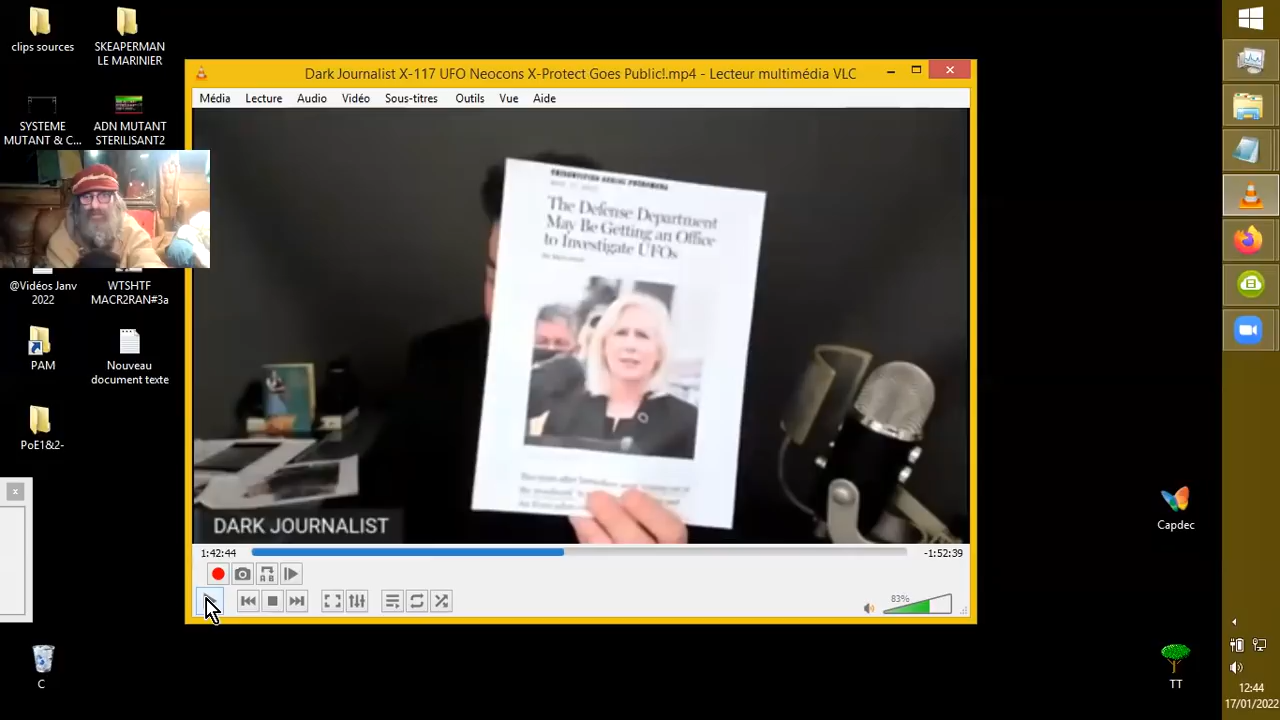 clips sources
SKEAPERMAN
LE MARINIER
SYSTEME
MUTANT & C...
ADN MUTANT
STERILISANT2
@Vidéos Janv
2022
WTSHTF
MACR2RAN#3a
PAM
Nouveau
document texte
PoE1&2-
C
Dark Journalist X-117 UFO Neocons X-Protect Goes Public!.mp4 - Lecteur multimédia VLC
Média Lecture Audio Vidéo Sous-titres Outils Vue Aide
The Defense Department
May Be Getting an Office
to Investigate UFOs
DARK JOURNALIST
1:42:44
-1:52:39
83%
Capdec
TT
12:44
17/01/2022